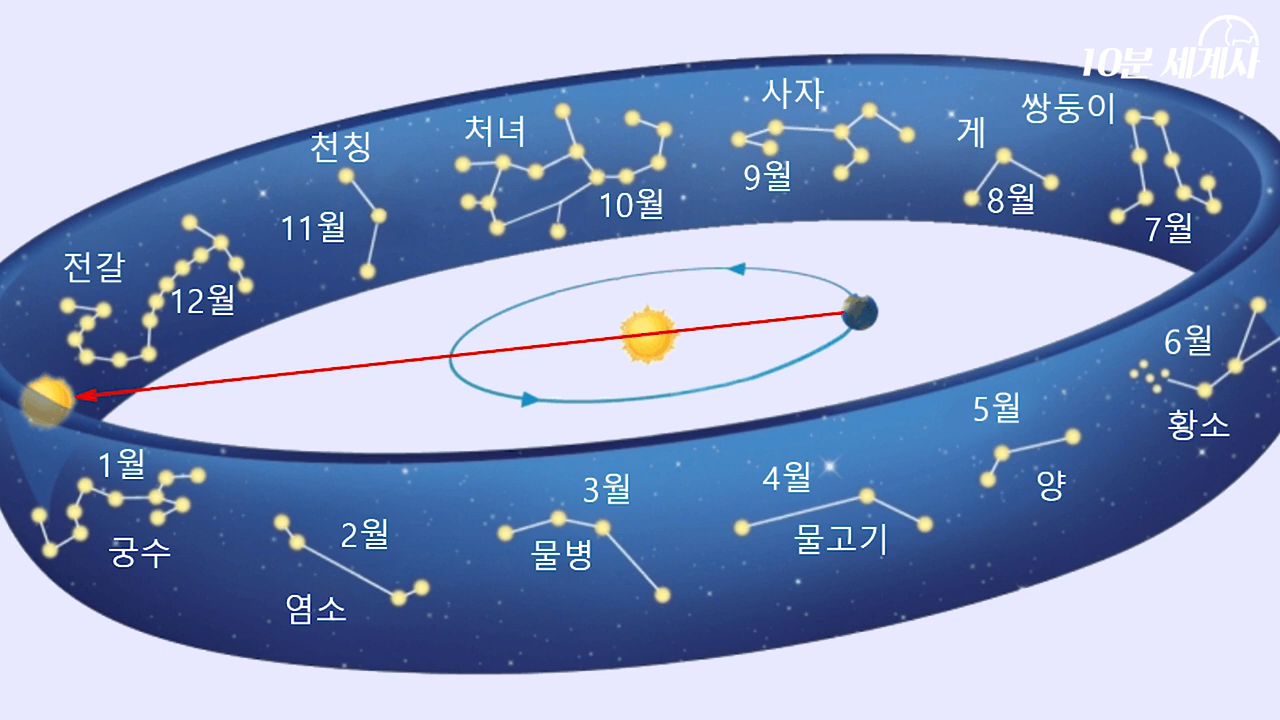 10분 세계사
사자
쌍둥이
처녀
게
천칭
9월
8월
10월
11월
7월
전갈
12월
6월
5월
황소
1월
4월
3월
양
2월
물고기
궁수
물병
염소